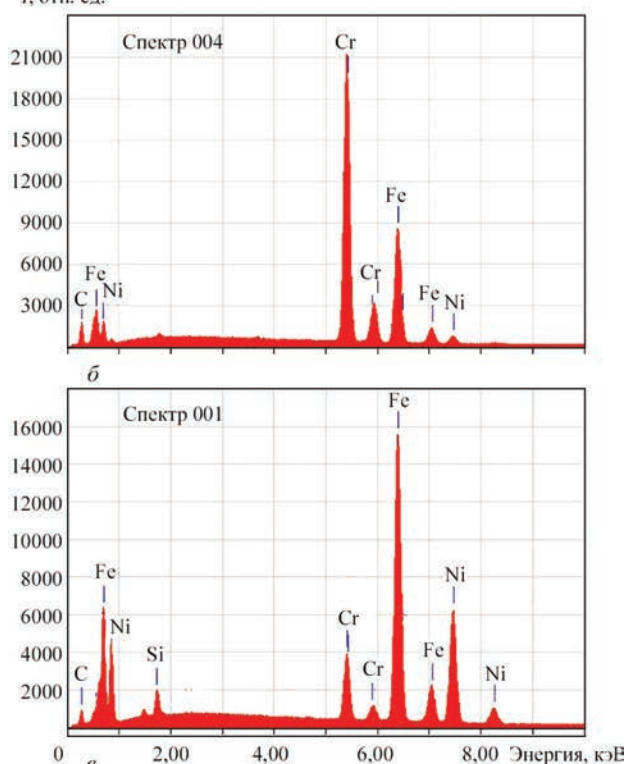 I, отн. ед.
Спектр 004
Cr
21000
18000
15000
12000
9000
6000
3000
Fe
C
Fe
Ni
Cr
Fe
Ni
б
Спектр 001
Fe
16000
14000
12000
10000
8000
6000
4000
2000
Fe
Ni
Ni
C
Si
Cr
Cr
Fe
Ni
0 2,00 4,00 6,00 8,00 Энергия, кэВ